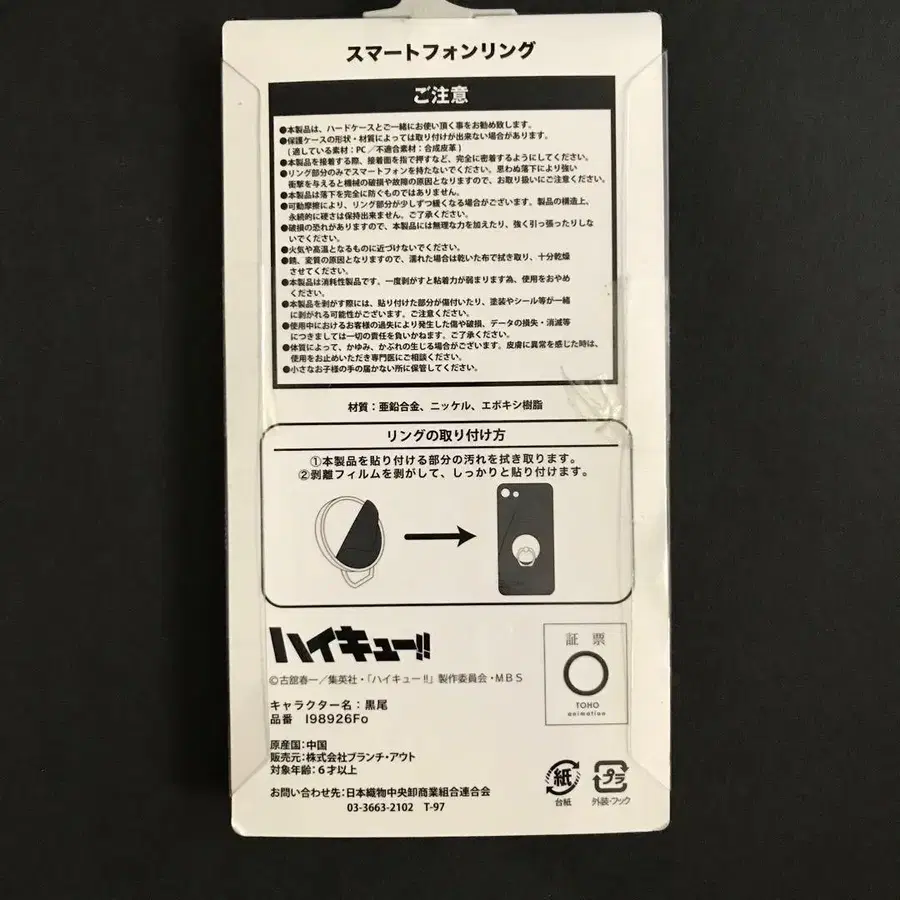 スマートフォンリング
ご注意
●本製品は、ハードケースとご一緒にお使い頂く事をお勧め致します。
●保護ケースの形状・材質によっては取り付けが出来ない場合があります。
(適している素材：PC／不適合素材：合成皮革)
●本製品を接着する際、接着面を指で押すなど、完全に密着するようにしてください。
●リング部分のみでスマートフォンを持たないでください。思わぬ落下により強い
衝撃を与えると機械の破損や故障の原因となりますので、お取り扱いにご注意ください。
●本製品は落下を完全に防ぐものではありません。
●可動摩擦により、リング部分が少しずつ緩くなる場合がございます。製品の構造上、
永続的に硬さは保持出来ません。ご了承ください。
●破損の恐れがありますので、本製品には無理な力を加えたり、強く引っ張ったりしな
いでください。
●火気や高温となるものに近づけないでください。
●錆、変質の原因となりますので、濡れた場合は乾いた布で拭き取り、十分乾燥
させてください。
●本製品は消耗性製品です。一度剥がすと粘着力が弱まります為、使用をおやめ
ください。
●本製品を剥がす際には、貼り付けた部分が傷付いたり、塗装やシール等が一緒
に剥がれる可能性がございます。ご注意ください。
●使用中におけるお客様の過失により発生した傷や破損、データの損失・消滅等
につきましては一切の責任を負いかねます。ご了承ください。
●体質によって、かゆみ、かぶれの生じる場合がございます。皮膚に異常を感じた時は、
使用をお止めいただき専門医にご相談ください。
●小さなお子様の手の届かない所に保管してください。
材質：亜鉛合金、ニッケル、エポキシ樹脂
リングの取り付け方
①本製品を貼り付ける部分の汚れを拭き取ります。
②剥離フィルムを剥がして、しっかりと貼り付けます。
ハイキュー!!
©古舘春一／集英社・「ハイキュー!!」製作委員会・MBS
キャラクター名：黒尾
品番 I98926Fo
原産国：中国
販売元：株式会社ブランチ・アウト
対象年齢：6才以上
お問い合わせ先：日本織物中央卸商業組合連合会
03-3663-2102 T-97
証 票
TOHO
animation
紙
台紙
プラ
外装・フック